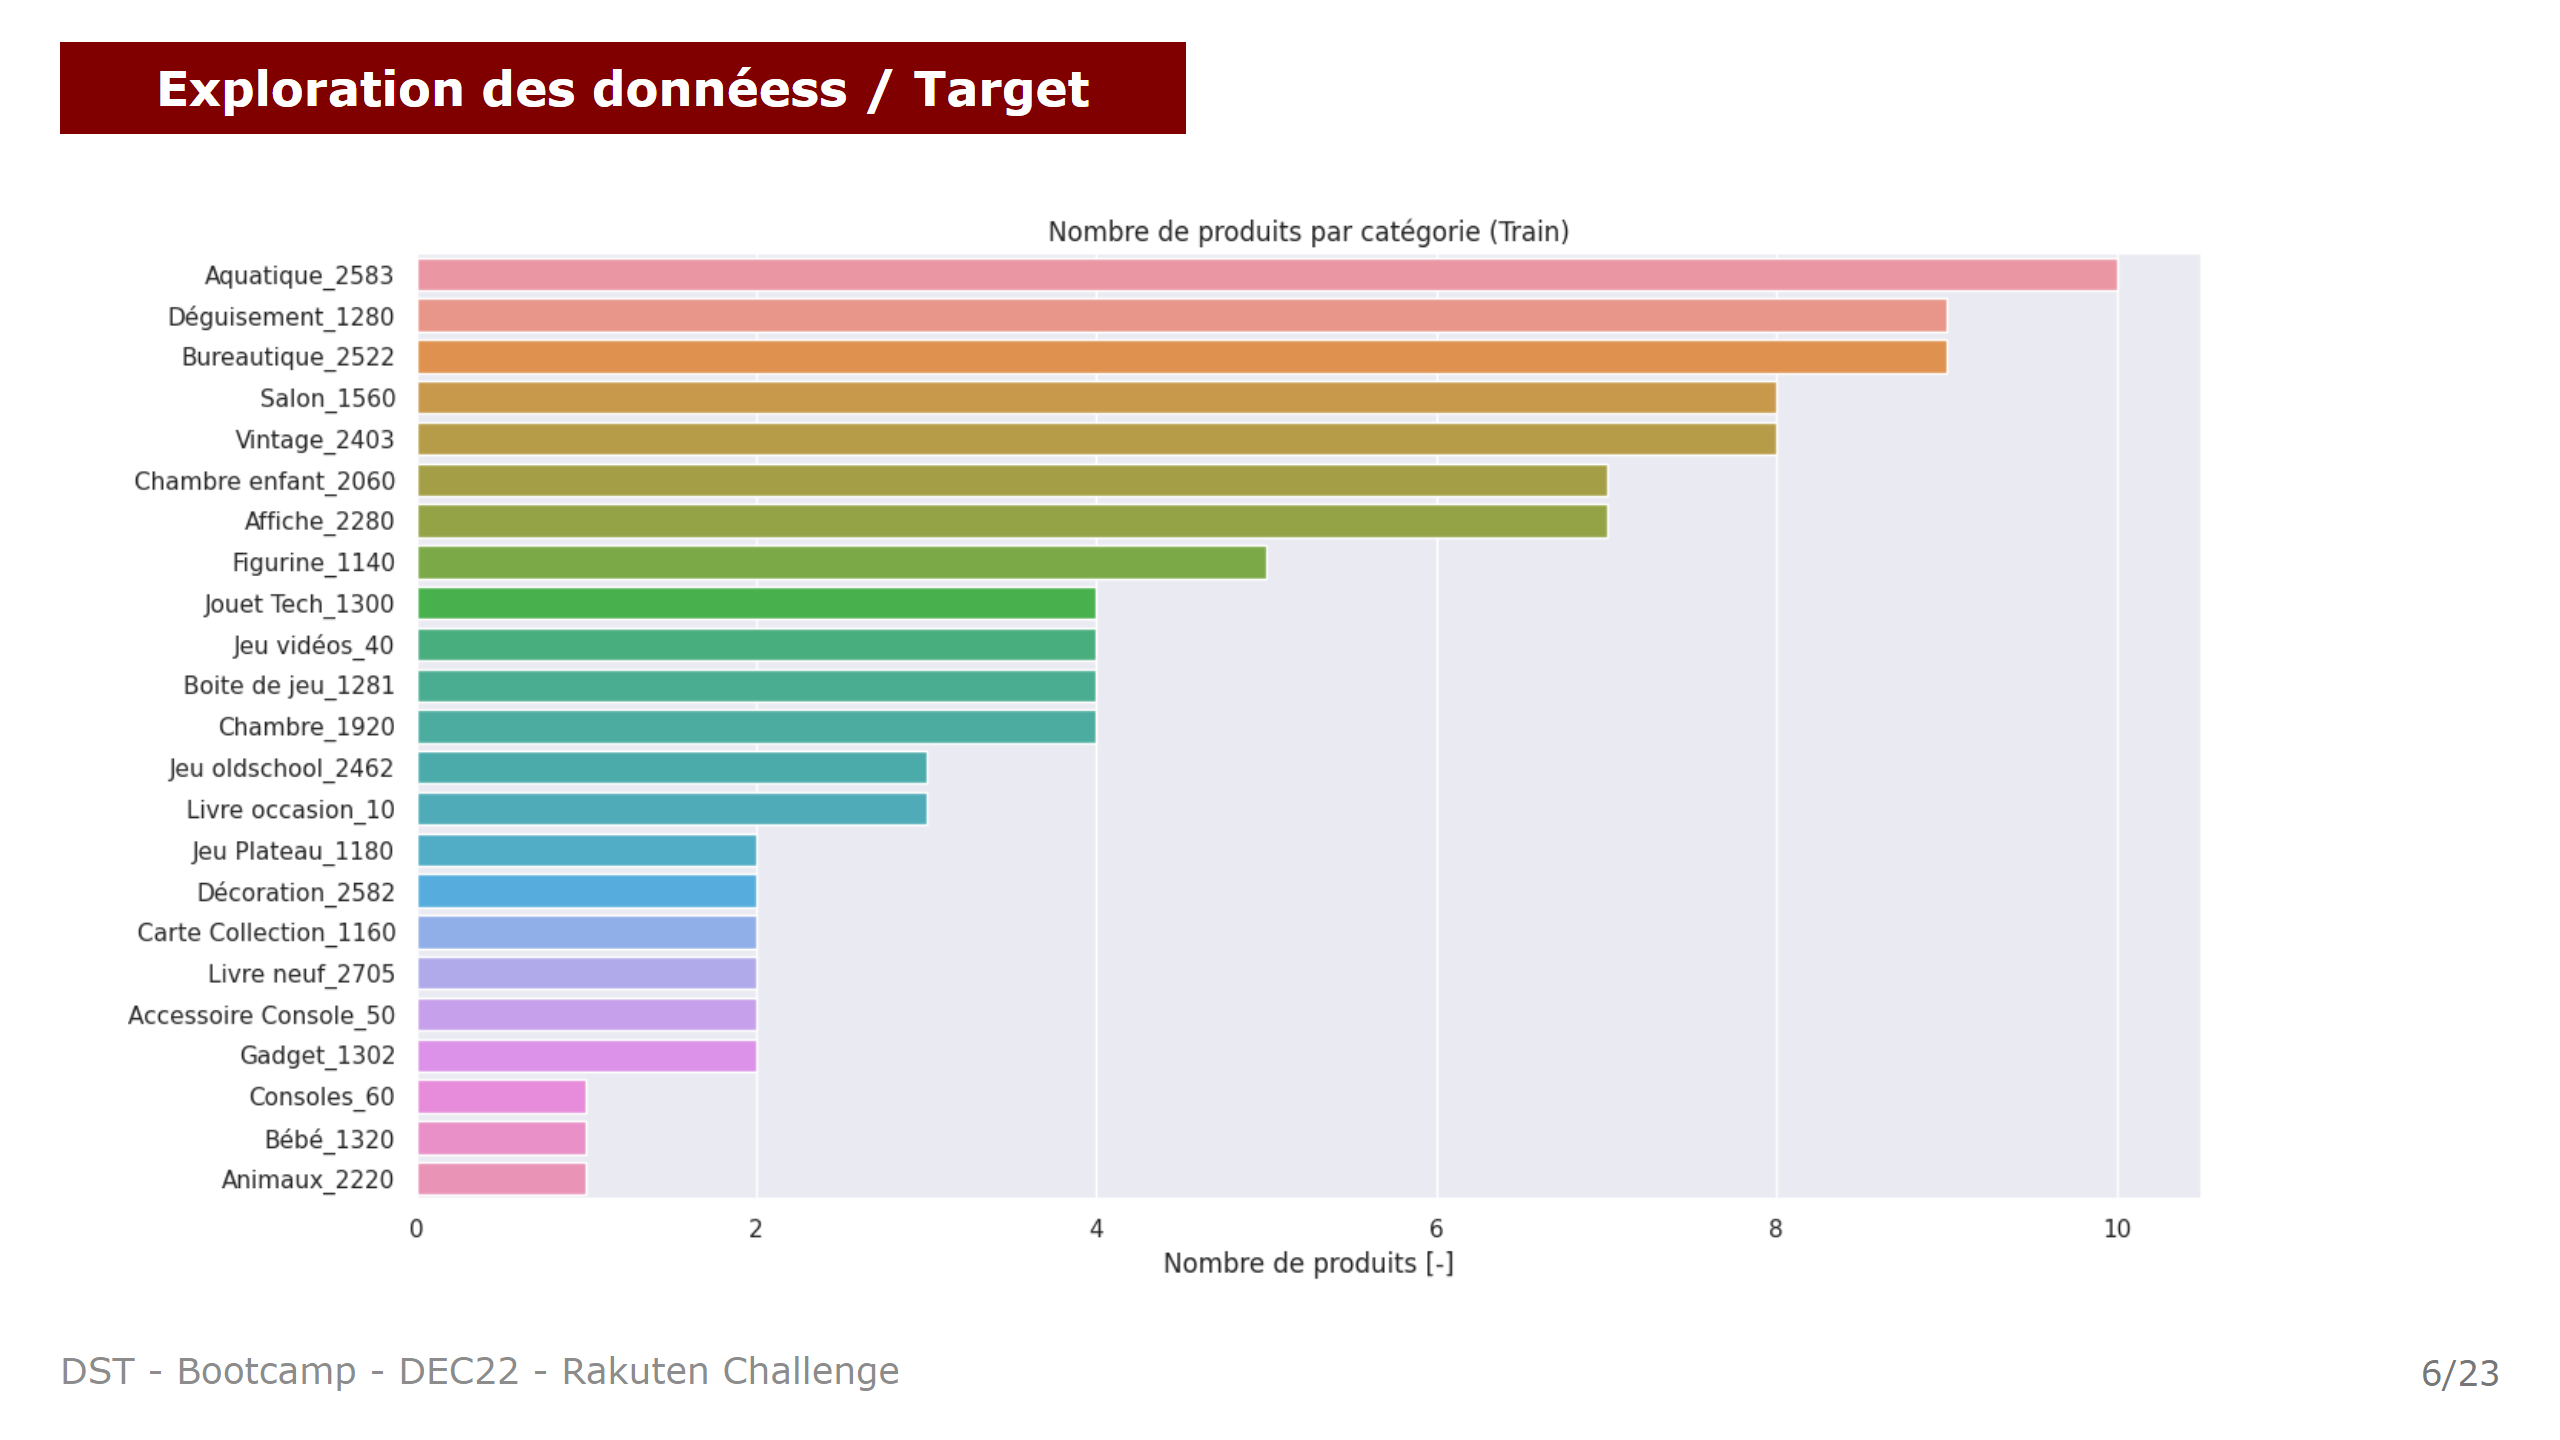 Exploration des donnéess / Target
Nombre de produits par catégorie (Train)
Aquatique_2583
Déguisement_1280
Bureautique_2522
Salon_1560
Vintage_2403
Chambre enfant_2060
Affiche_2280
Figurine_1140
Jouet Tech_1300
Jeu vidéos_40
Boite de jeu_1281
Chambre_1920
Jeu oldschool_2462
Livre occasion_10
Jeu Plateau_1180
Décoration_2582
Carte Collection_1160
Livre neuf_2705
Accessoire Console_50
Gadget_1302
Consoles_60
Bébé_1320
Animaux_2220
0 2 4 6 8 10
Nombre de produits [-]
DST - Bootcamp - DEC22 - Rakuten Challenge
6/23